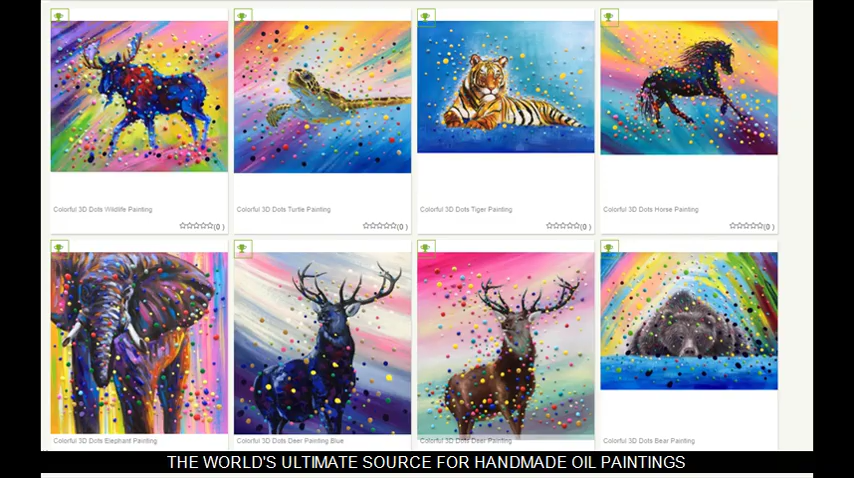 Colorful 3D Dots Wildlife Painting
(0 )
Colorful 3D Dots Turtle Painting
(0 )
Colorful 3D Dots Tiger Painting
(0 )
Colorful 3D Dots Horse Painting
(0 )
Colorful 3D Dots Elephant Painting
Colorful 3D Dots Deer Painting Blue
Colorful 3D Dots Deer Painting
Colorful 3D Dots Bear Painting
THE WORLD'S ULTIMATE SOURCE FOR HANDMADE OIL PAINTINGS